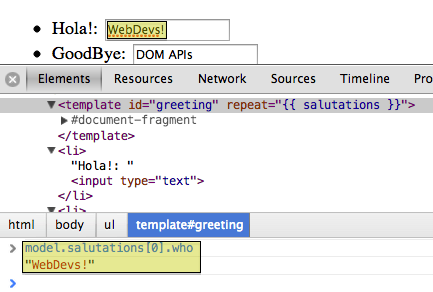 Hola!: WebDevs!
GoodBye: DOM APIs
Elements Resources Network Sources Timeline Pro
<template id="greeting" repeat="{{ salutations }}">
#document-fragment
</template>
<li>
"Hola!: "
<input type="text">
</li>
<li>
html body ul template#greeting
> model.salutations[0].who
"WebDevs!"
>